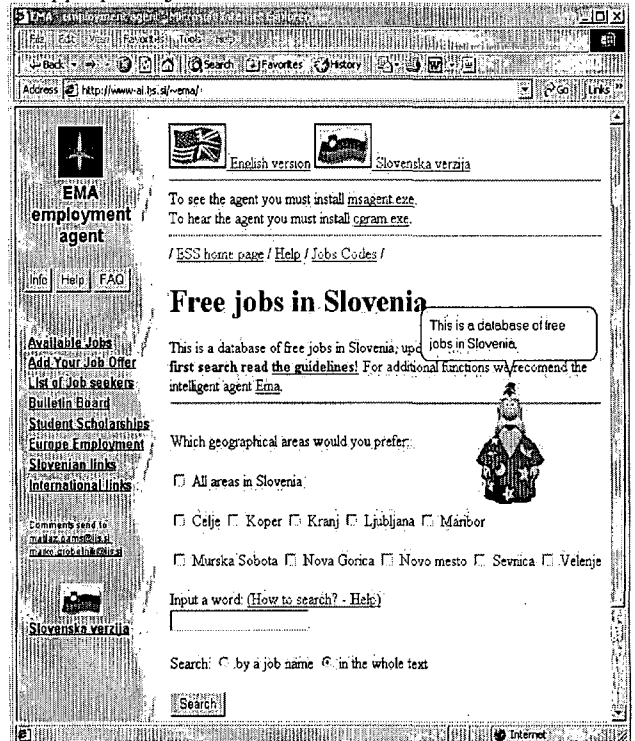 File Edit View Favorites Tools Help
Back Search Favorites History
Address http://www-ai.ijs.si/~ema/ Go Links »
English version Slovenska verzija
EMA
employment
agent
Info Help FAQ
Available Jobs
Add Your Job Offer
List of Job seekers
Bulletin Board
Student Scholarships
Europe Employment
Slovenian links
International links
Comments send to
Slovenska verzija
To see the agent you must install msagent.exe.
To hear the agent you must install cgram.exe.
/ ESS home page / Help / Jobs Codes /
Free jobs in Slovenia
This is a database of free
jobs in Slovenia.
This is a database of free jobs in Slovenia,
first search read the guidelines! For additional functions we recomend the
intelligent agent Ema.
Which geographical areas would you prefer:
All areas in Slovenia
Celje Koper Kranj Ljubljana Maribor
Murska Sobota Nova Gorica Novo mesto Sevnica Velenje
Input a word: (How to search? - Help)
Search: by a job name in the whole text
Search
Internet